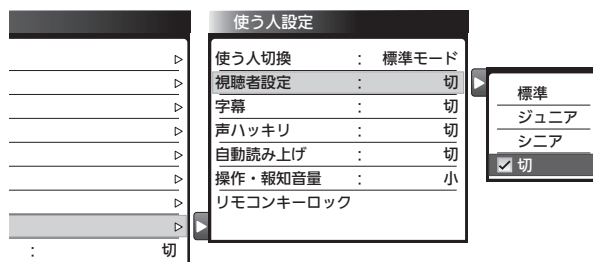 使う人設定
使う人切換 : 標準モード
視聴者設定 : 切
字幕 : 切
声ハッキリ : 切
自動読み上げ : 切
操作・報知音量 : 小
リモコンキーロック
: 切
標準
ジュニア
シニア
切